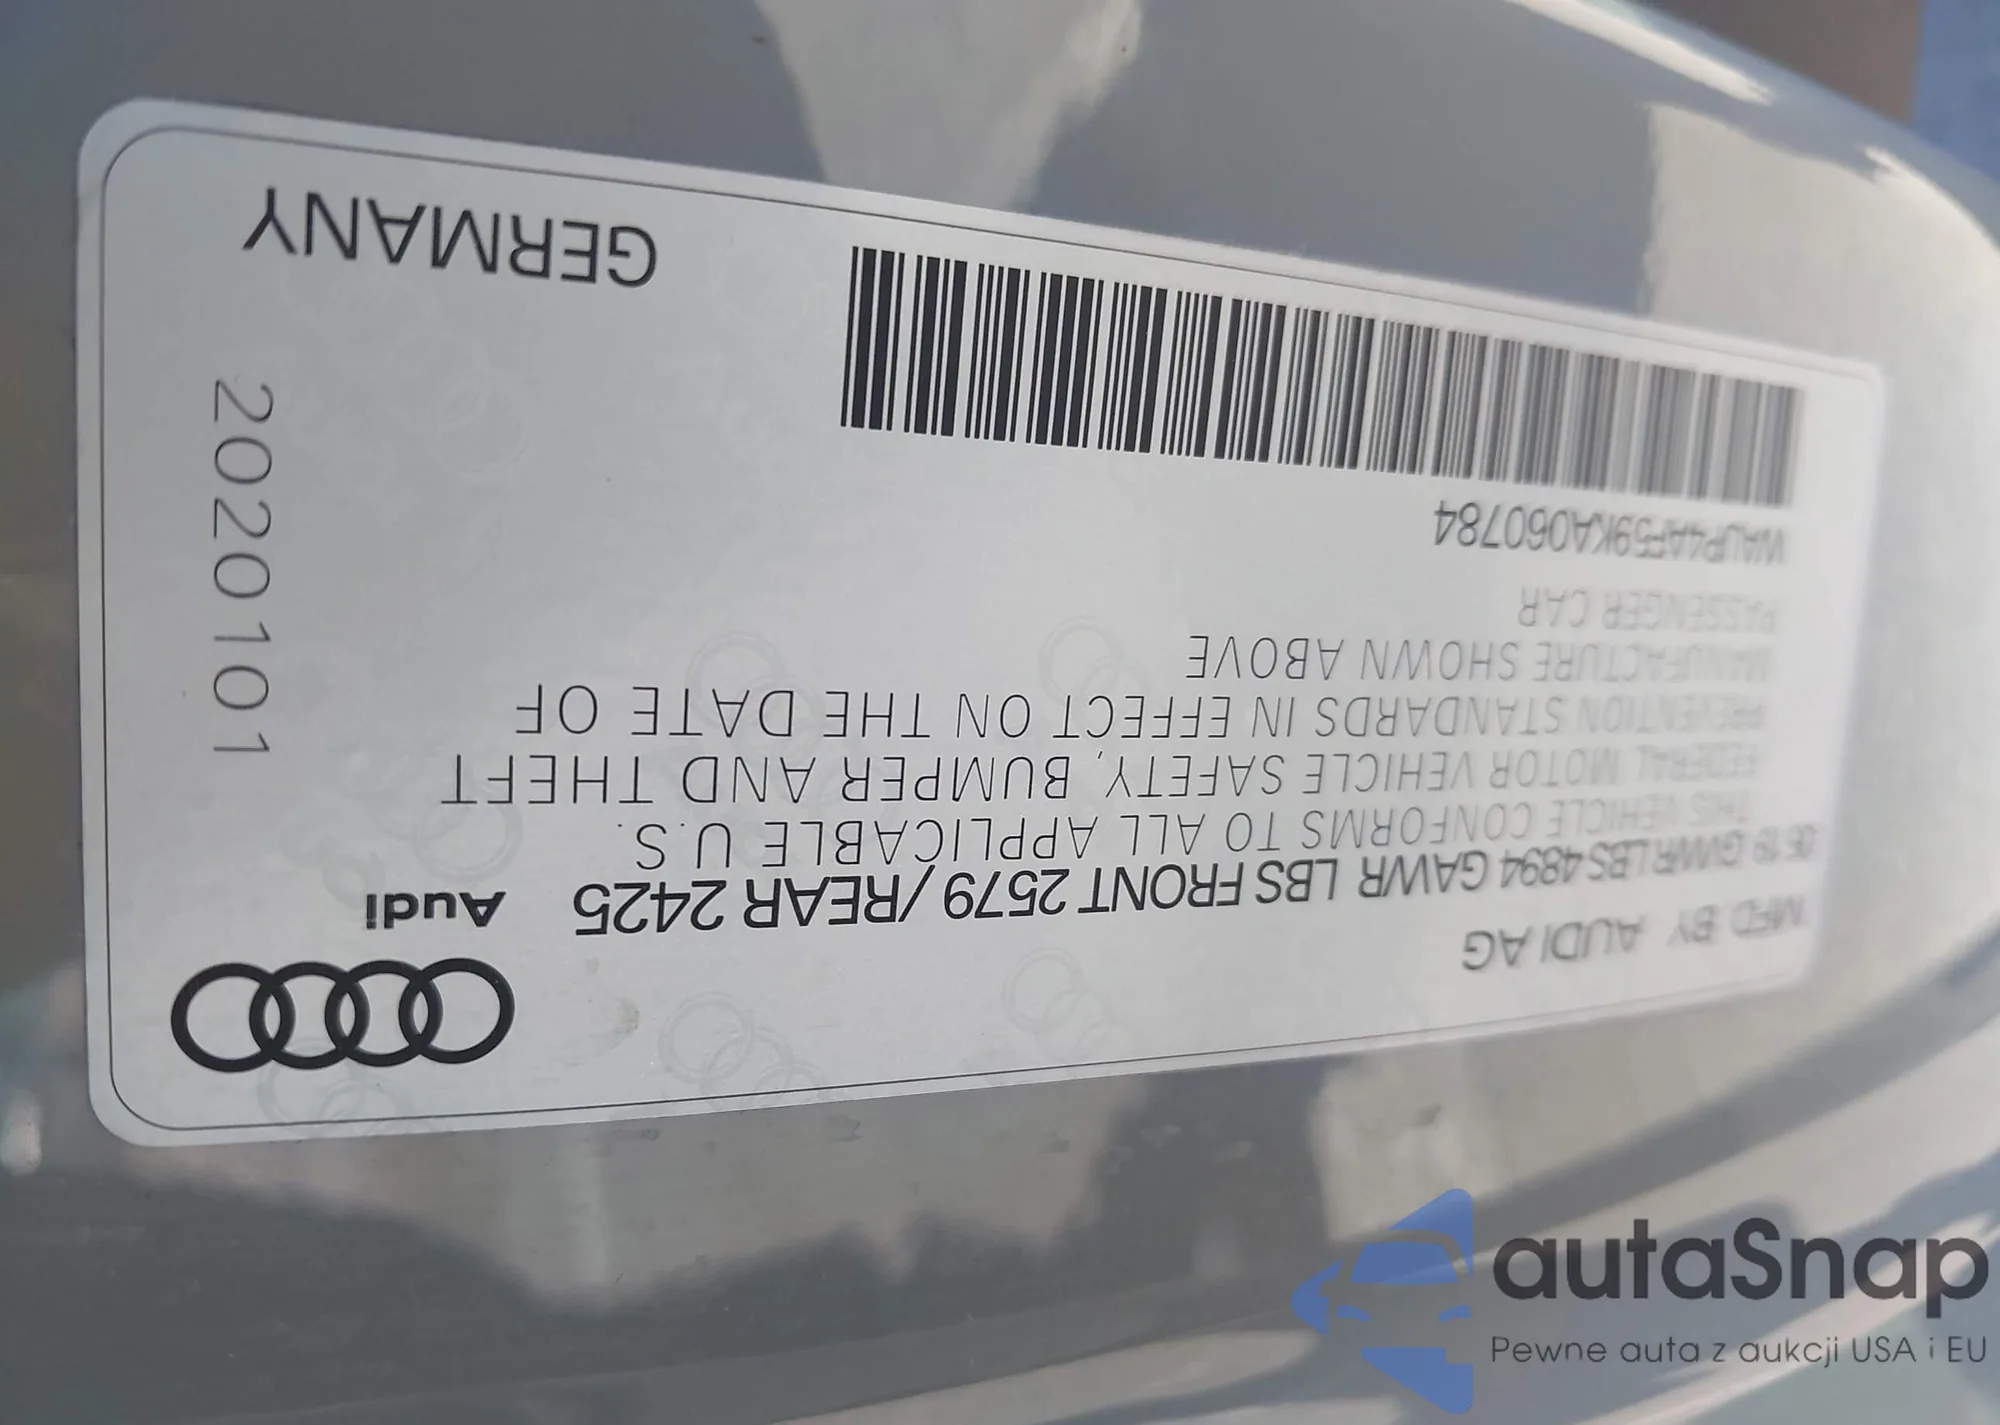 Audi
MFD. BY AUDI AG
GVWR LBS 4894 GAWR LBS FRONT 2579 / REAR 2425
THIS VEHICLE CONFORMS TO ALL APPLICABLE U.S.
FEDERAL MOTOR VEHICLE SAFETY, BUMPER AND THEFT
PREVENTION STANDARDS IN EFFECT ON THE DATE OF
MANUFACTURE SHOWN ABOVE
PASSENGER CAR
WAUP4AF59KA060784
2020101
GERMANY
autaSnap
Pewne auta z aukcji USA i EU